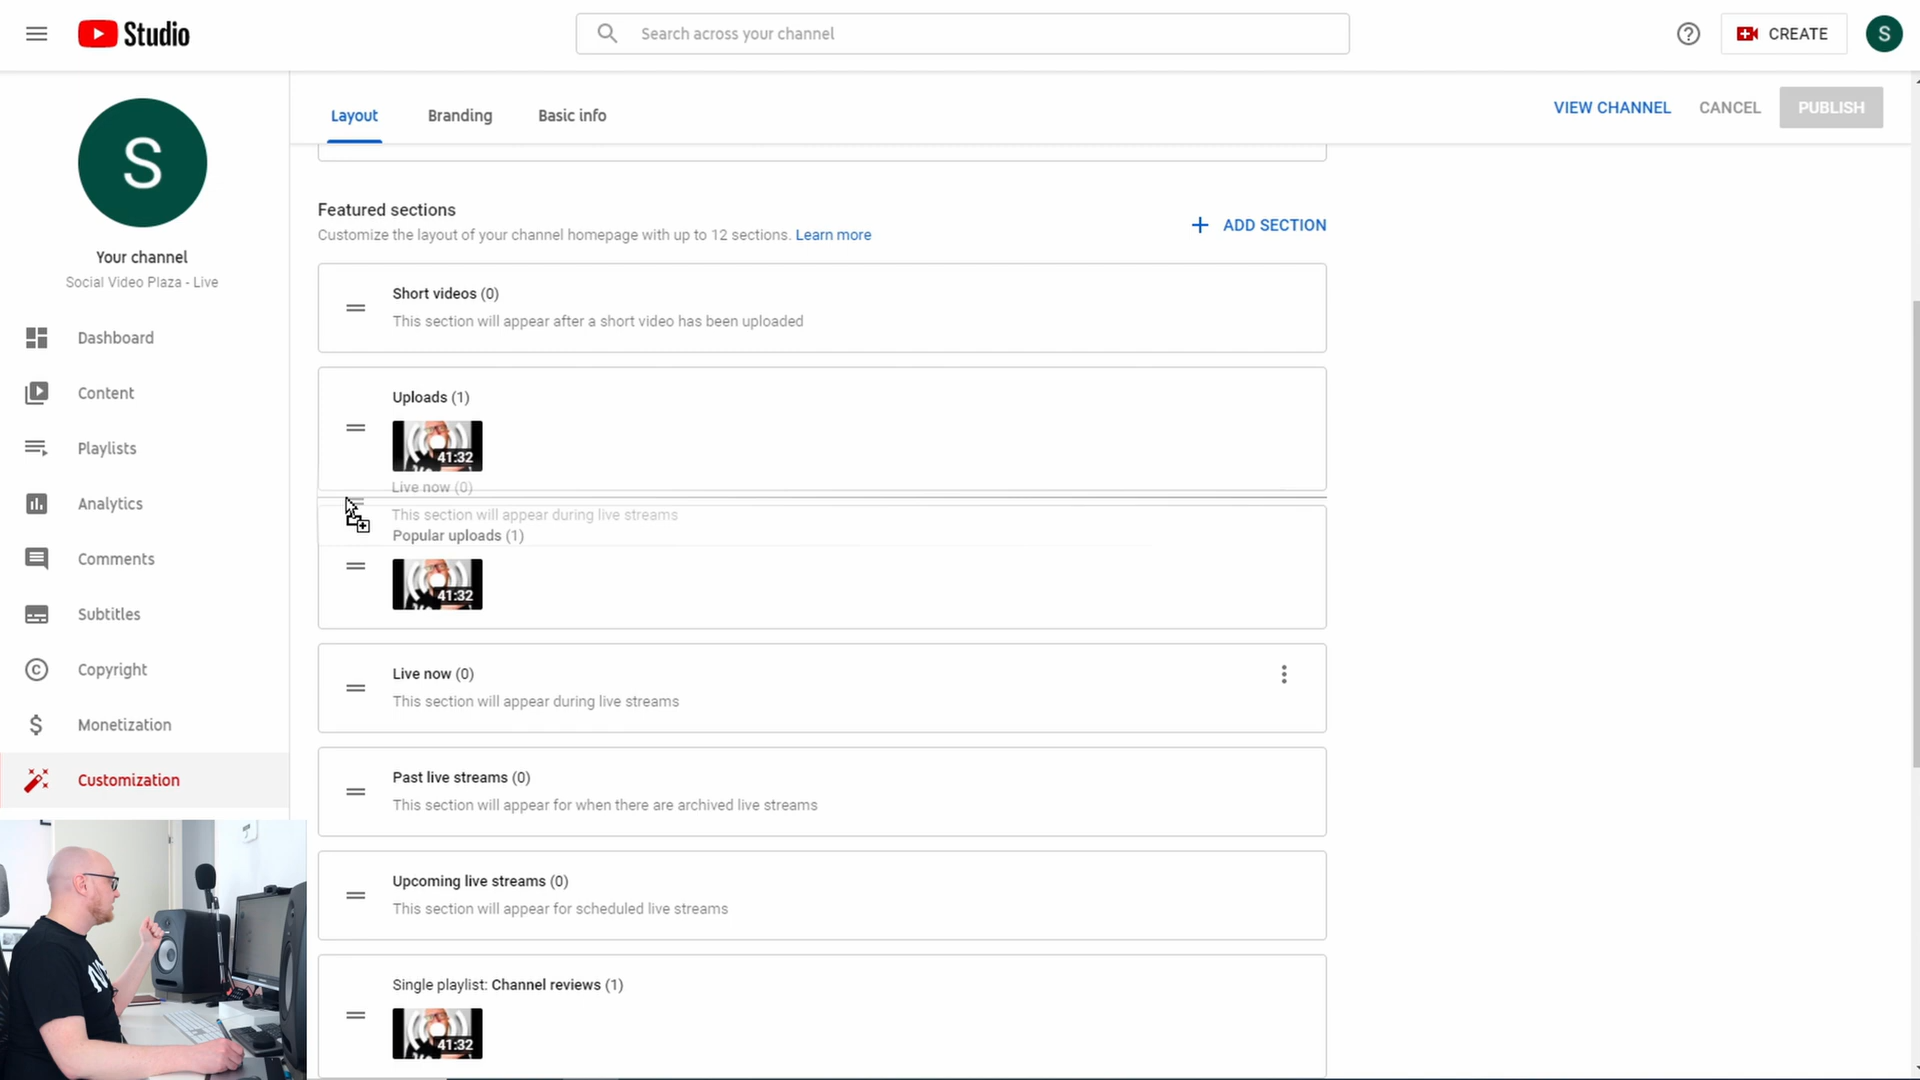 Studio
Search across your channel
CREATE
S
S
Your channel
Social Video Plaza - Live
Dashboard
Content
Playlists
Analytics
Comments
Subtitles
Copyright
Monetization
Customization
Layout
Branding
Basic info
VIEW CHANNEL
CANCEL
PUBLISH
Featured sections
Customize the layout of your channel homepage with up to 12 sections. Learn more
ADD SECTION
Short videos (0)
This section will appear after a short video has been uploaded
Uploads (1)
41:32
Live now (0)
This section will appear during live streams
Popular uploads (1)
41:32
Live now (0)
This section will appear during live streams
Past live streams (0)
This section will appear for when there are archived live streams
Upcoming live streams (0)
This section will appear for scheduled live streams
Single playlist: Channel reviews (1)
41:32